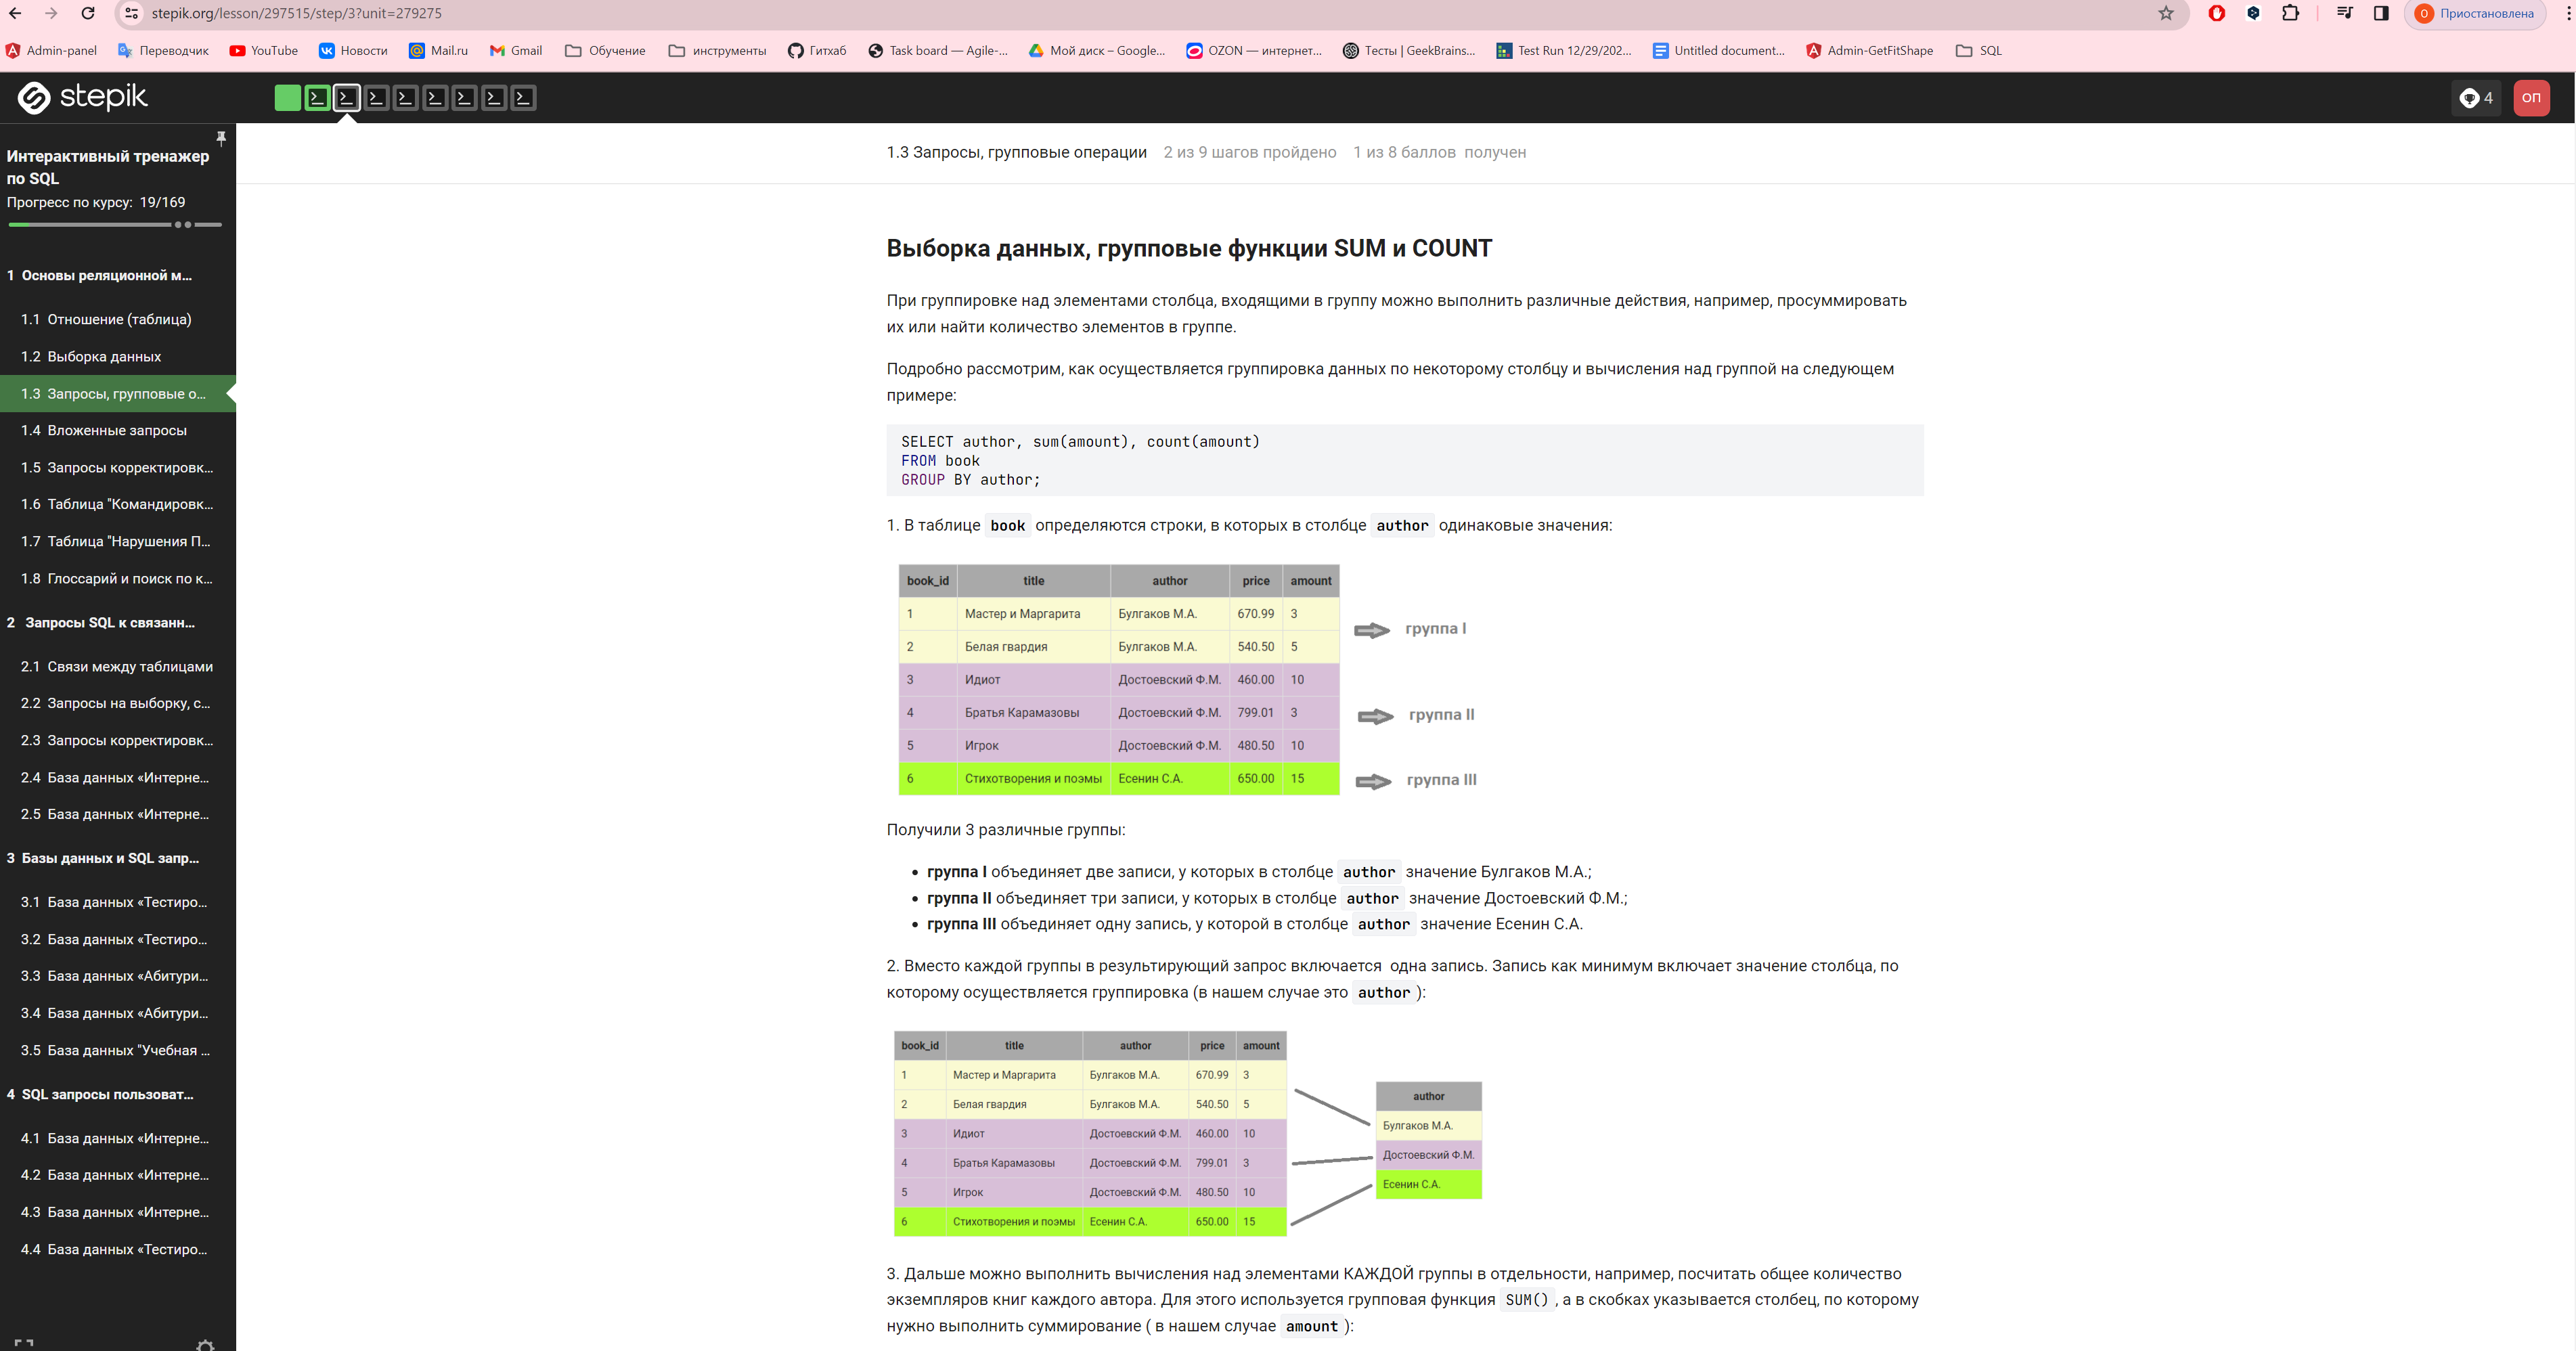 stepik.org/lesson/297515/step/3?unit=279275
О Приостановлена
Admin-panel Переводчик YouTube Новости Mail.ru Gmail Обучение инструменты Гитхаб Task board — Agile-... Мой диск – Google... OZON — интернет... Тесты | GeekBrains... Test Run 12/29/202... Untitled document... Admin-GetFitShape SQL
stepik
4 ОП
Интерактивный тренажер
по SQL
Прогресс по курсу: 19/169
1 Основы реляционной м...
1.1 Отношение (таблица)
1.2 Выборка данных
1.3 Запросы, групповые о...
1.4 Вложенные запросы
1.5 Запросы корректировк...
1.6 Таблица "Командировк...
1.7 Таблица "Нарушения П...
1.8 Глоссарий и поиск по к...
2 Запросы SQL к связанн...
2.1 Связи между таблицами
2.2 Запросы на выборку, с...
2.3 Запросы корректировк...
2.4 База данных «Интерне...
2.5 База данных «Интерне...
3 Базы данных и SQL запр...
3.1 База данных «Тестиро...
3.2 База данных «Тестиро...
3.3 База данных «Абитури...
3.4 База данных «Абитури...
3.5 База данных "Учебная ...
4 SQL запросы пользоват...
4.1 База данных «Интерне...
4.2 База данных «Интерне...
4.3 База данных «Интерне...
4.4 База данных «Тестиро...
1.3 Запросы, групповые операции 2 из 9 шагов пройдено 1 из 8 баллов получен
Выборка данных, групповые функции SUM и COUNT
При группировке над элементами столбца, входящими в группу можно выполнить различные действия, например, просуммировать
их или найти количество элементов в группе.
Подробно рассмотрим, как осуществляется группировка данных по некоторому столбцу и вычисления над группой на следующем
примере:
SELECT author, sum(amount), count(amount)
FROM book
GROUP BY author;
1. В таблице book определяются строки, в которых в столбце author одинаковые значения:
book_id title author price amount
1 Мастер и Маргарита Булгаков М.А. 670.99 3
группа I
2 Белая гвардия Булгаков М.А. 540.50 5
3 Идиот Достоевский Ф.М. 460.00 10
4 Братья Карамазовы Достоевский Ф.М. 799.01 3
группа II
5 Игрок Достоевский Ф.М. 480.50 10
6 Стихотворения и поэмы Есенин С.А. 650.00 15
группа III
Получили 3 различные группы:
• группа I объединяет две записи, у которых в столбце author значение Булгаков М.А.;
• группа II объединяет три записи, у которых в столбце author значение Достоевский Ф.М.;
• группа III объединяет одну запись, у которой в столбце author значение Есенин С.А.
2. Вместо каждой группы в результирующий запрос включается одна запись. Запись как минимум включает значение столбца, по
которому осуществляется группировка (в нашем случае это author ):
book_id title author price amount
1 Мастер и Маргарита Булгаков М.А. 670.99 3
2 Белая гвардия Булгаков М.А. 540.50 5
3 Идиот Достоевский Ф.М. 460.00 10
4 Братья Карамазовы Достоевский Ф.М. 799.01 3
5 Игрок Достоевский Ф.М. 480.50 10
6 Стихотворения и поэмы Есенин С.А. 650.00 15
author
Булгаков М.А.
Достоевский Ф.М.
Есенин С.А.
3. Дальше можно выполнить вычисления над элементами КАЖДОЙ группы в отдельности, например, посчитать общее количество
экземпляров книг каждого автора. Для этого используется групповая функция SUM() , а в скобках указывается столбец, по которому
нужно выполнить суммирование ( в нашем случае amount ):